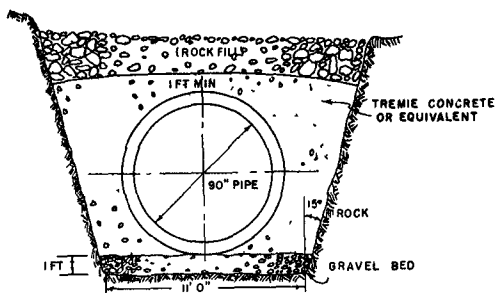 (ROCK FILL)
1 FT MIN
TREMIE CONCRETE
OR EQUIVALENT
90" PIPE
15°
ROCK
1 FT
GRAVEL BED
11' 0"